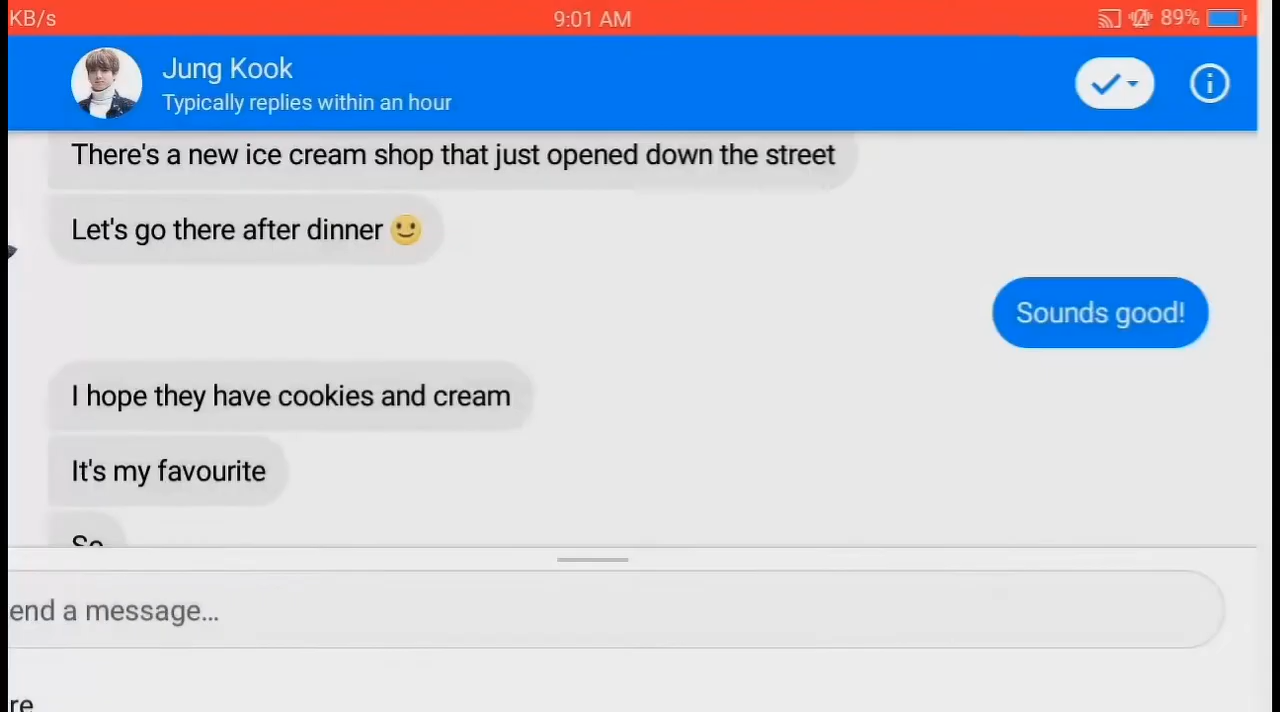 KB/s 9:01 AM 89%
Jung Kook
Typically replies within an hour
There's a new ice cream shop that just opened down the street
Let's go there after dinner 🙂
Sounds good!
I hope they have cookies and cream
It's my favourite
So
end a message...
re